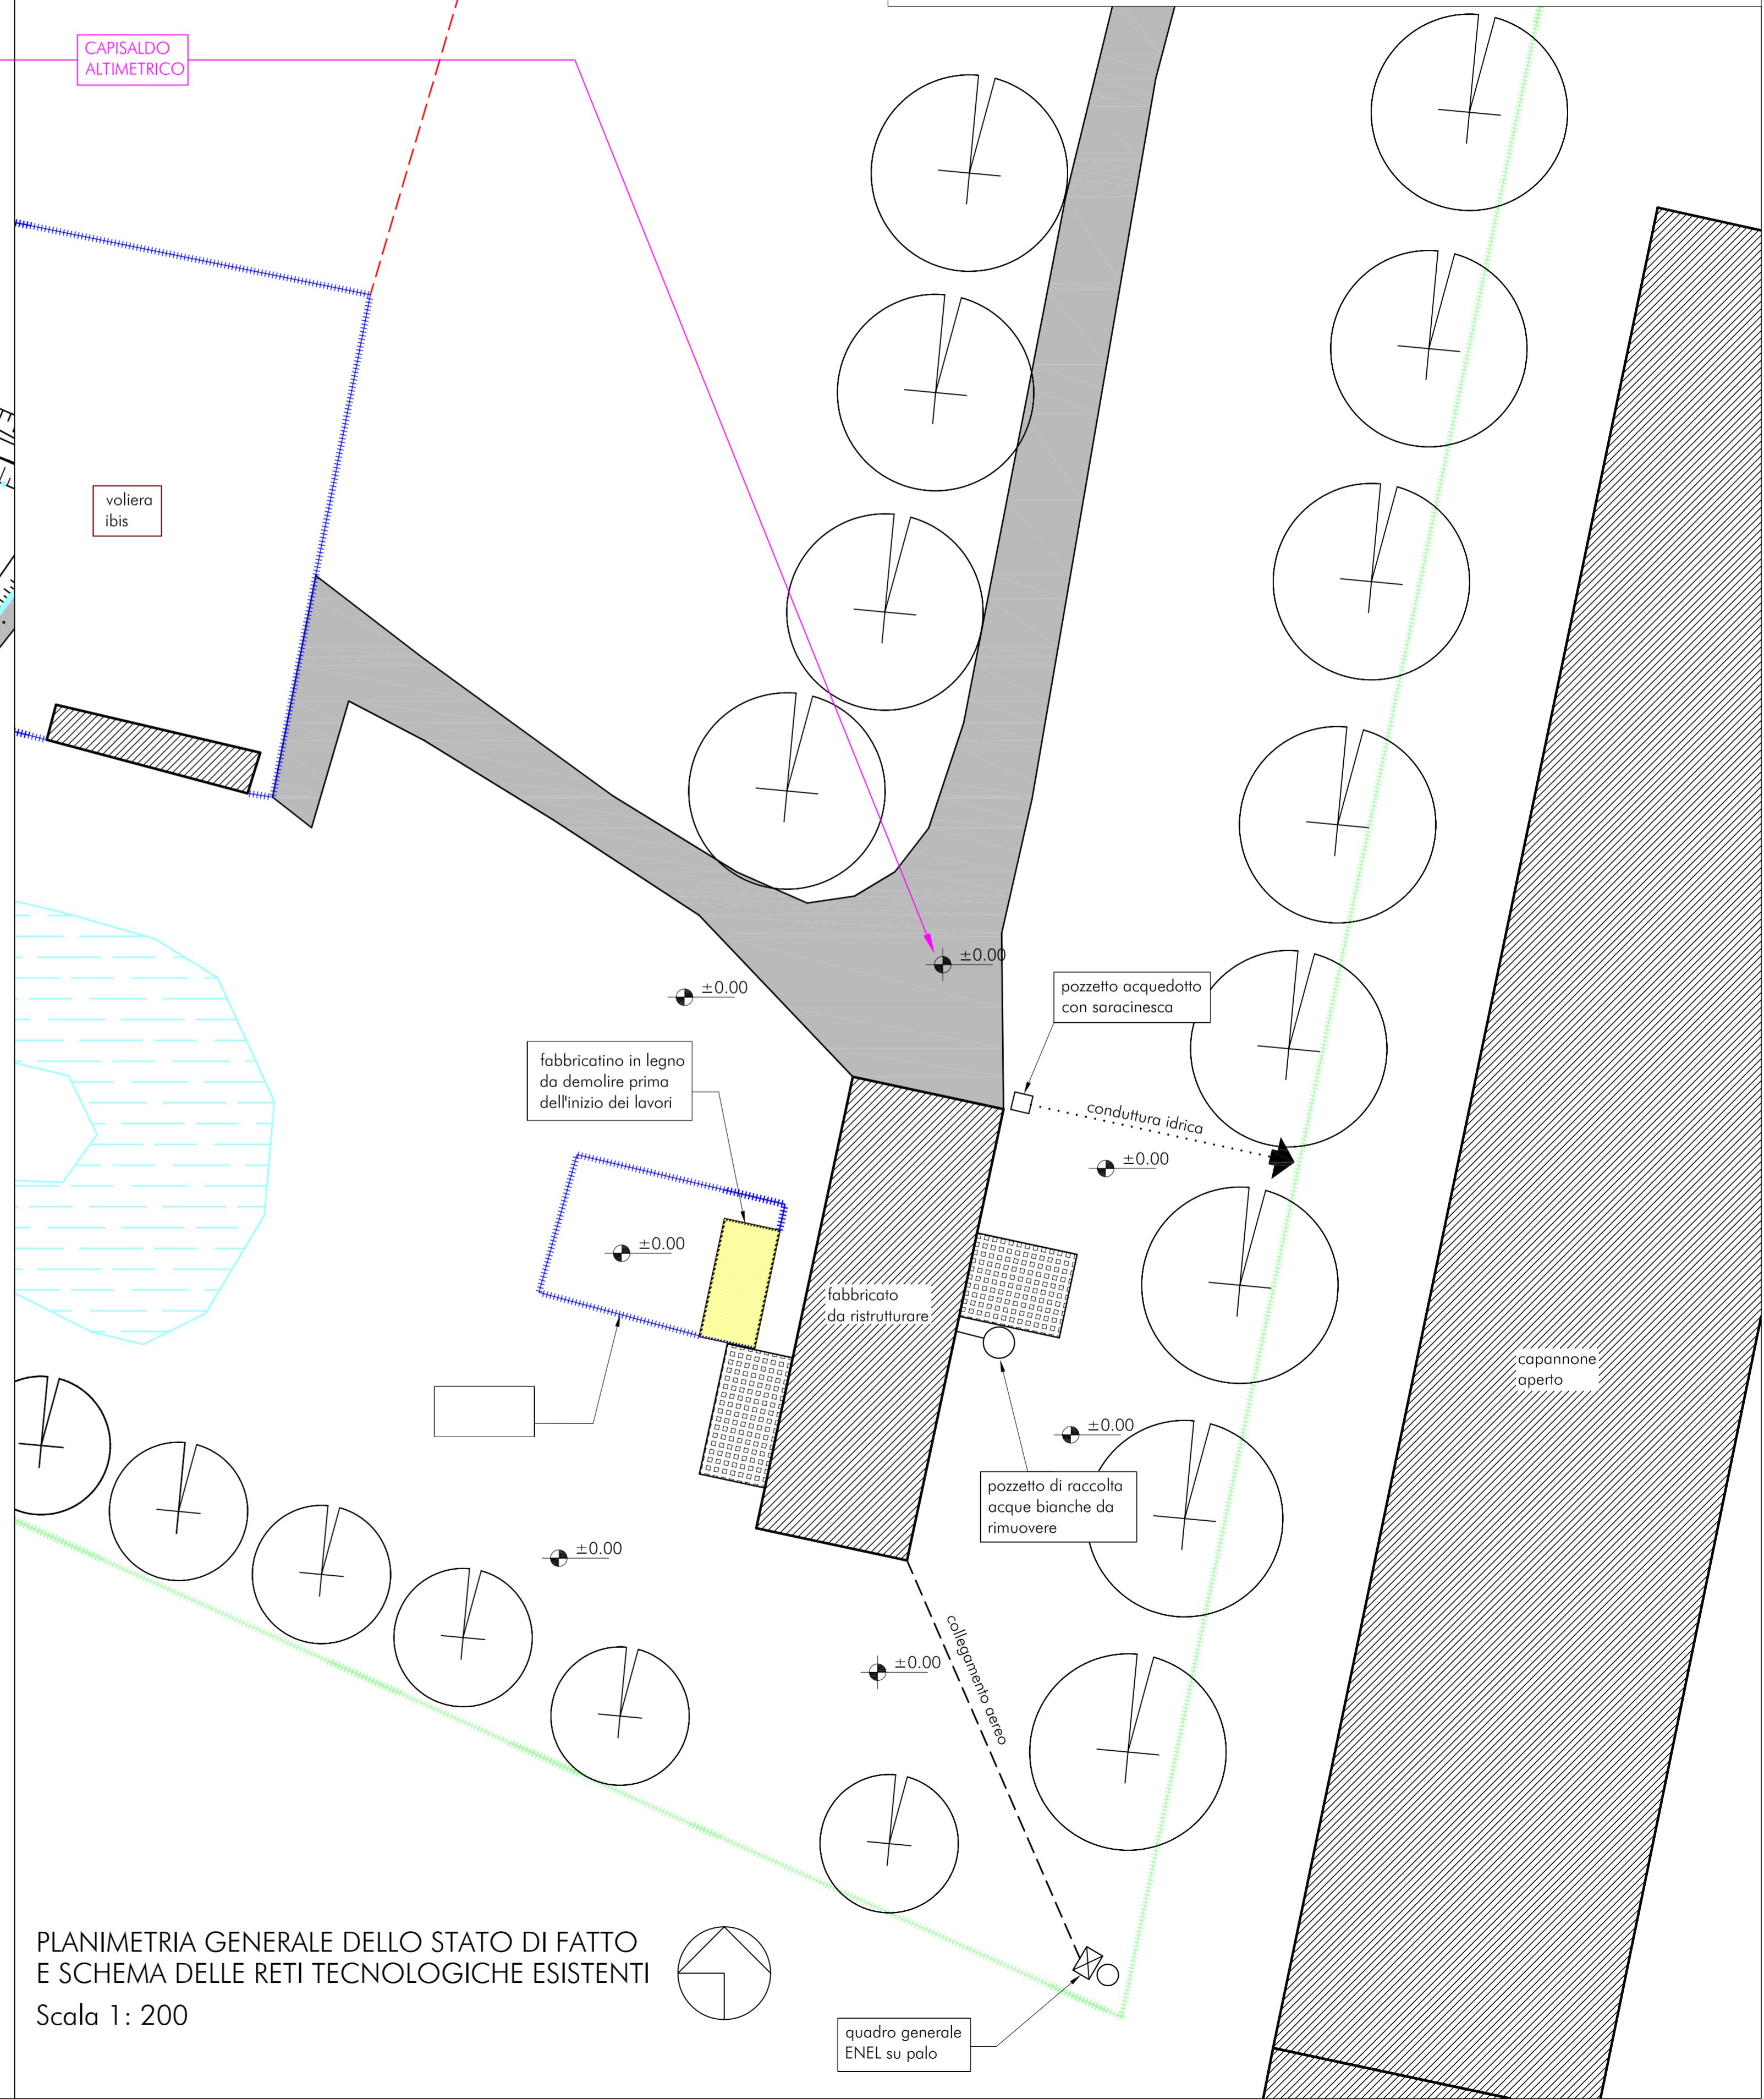 CAPISALDO
ALTIMETRICO
voliera
ibis
±0.00
±0.00
pozzetto acquedotto
con saracinesca
fabbricatino in legno
da demolire prima
dell'inizio dei lavori
conduttura idrica
±0.00
±0.00
fabbricato
da ristrutturare
capannone
aperto
±0.00
pozzetto di raccolta
acque bianche da
rimuovere
±0.00
collegamento aereo
±0.00
PLANIMETRIA GENERALE DELLO STATO DI FATTO
E SCHEMA DELLE RETI TECNOLOGICHE ESISTENTI
Scala 1: 200
quadro generale
ENEL su palo